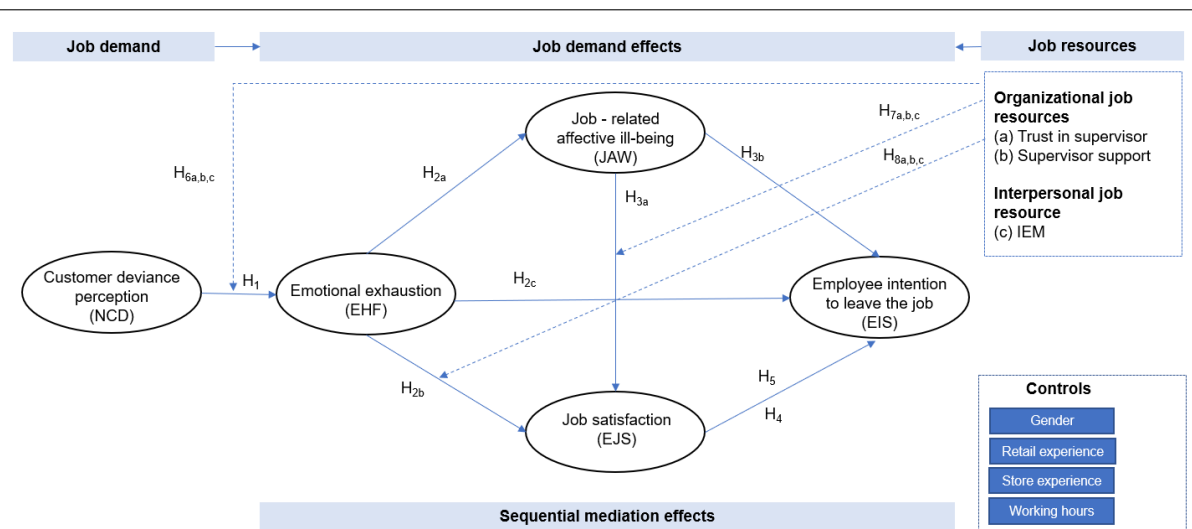 Job demand
Job demand effects
Job resources
Organizational job
resources
(a) Trust in supervisor
(b) Supervisor support
Interpersonal job
resource
(c) IEM
H7a,b,c
H8a,b,c
Job - related
affective ill-being
(JAW)
H6a,b,c
H2a
H3b
H3a
Customer deviance
perception
(NCD)
H1
Emotional exhaustion
(EHF)
H2c
Employee intention
to leave the job
(EIS)
H2b
H5
H4
Job satisfaction
(EJS)
Controls
Gender
Retail experience
Store experience
Working hours
Sequential mediation effects